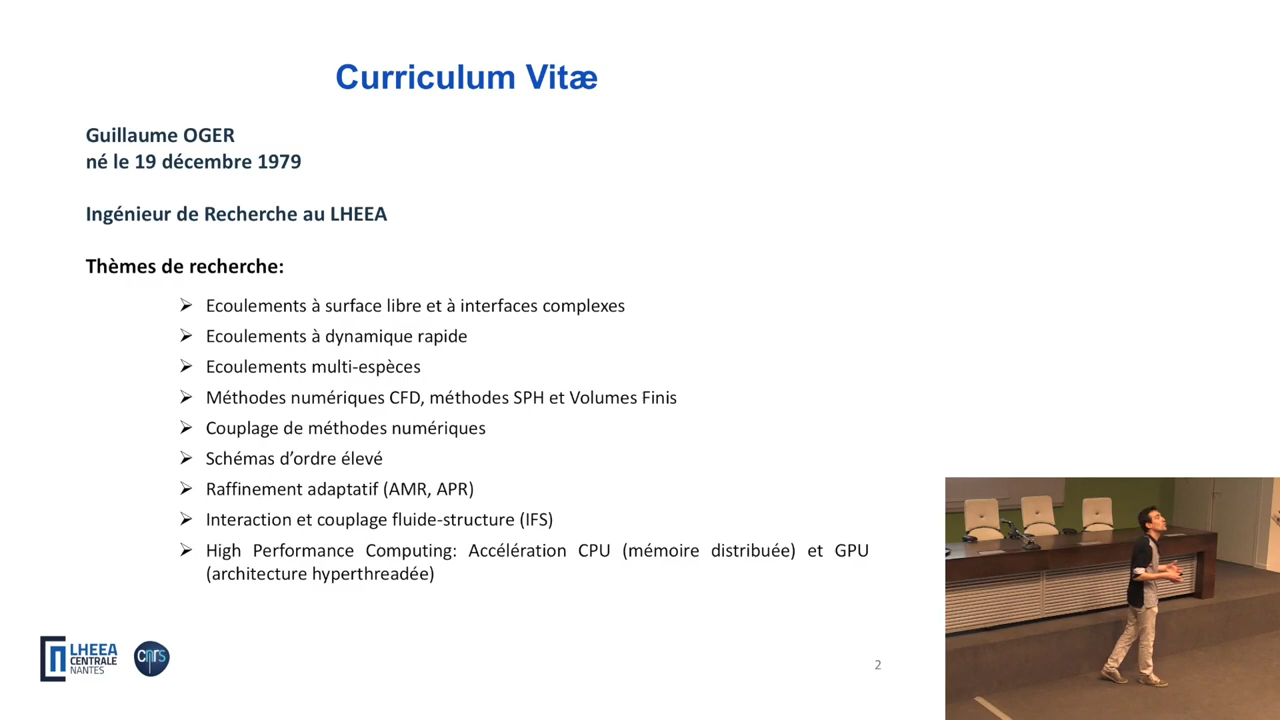 Curriculum Vitæ
Guillaume OGER
né le 19 décembre 1979
Ingénieur de Recherche au LHEEA
Thèmes de recherche:
Ecoulements à surface libre et à interfaces complexes
Ecoulements à dynamique rapide
Ecoulements multi-espèces
Méthodes numériques CFD, méthodes SPH et Volumes Finis
Couplage de méthodes numériques
Schémas d’ordre élevé
Raffinement adaptatif (AMR, APR)
Interaction et couplage fluide-structure (IFS)
High Performance Computing: Accélération CPU (mémoire distribuée) et GPU
(architecture hyperthreadée)
LHEEA
CENTRALE
NANTES
cnrs
2